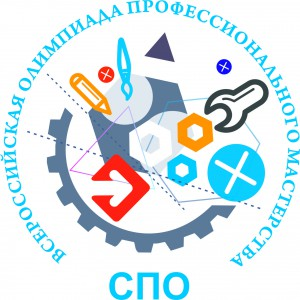 ВСЕРОССИЙСКАЯ ОЛИМПИАДА ПРОФЕССИОНАЛЬНОГО МАСТЕРСТВА
СПО